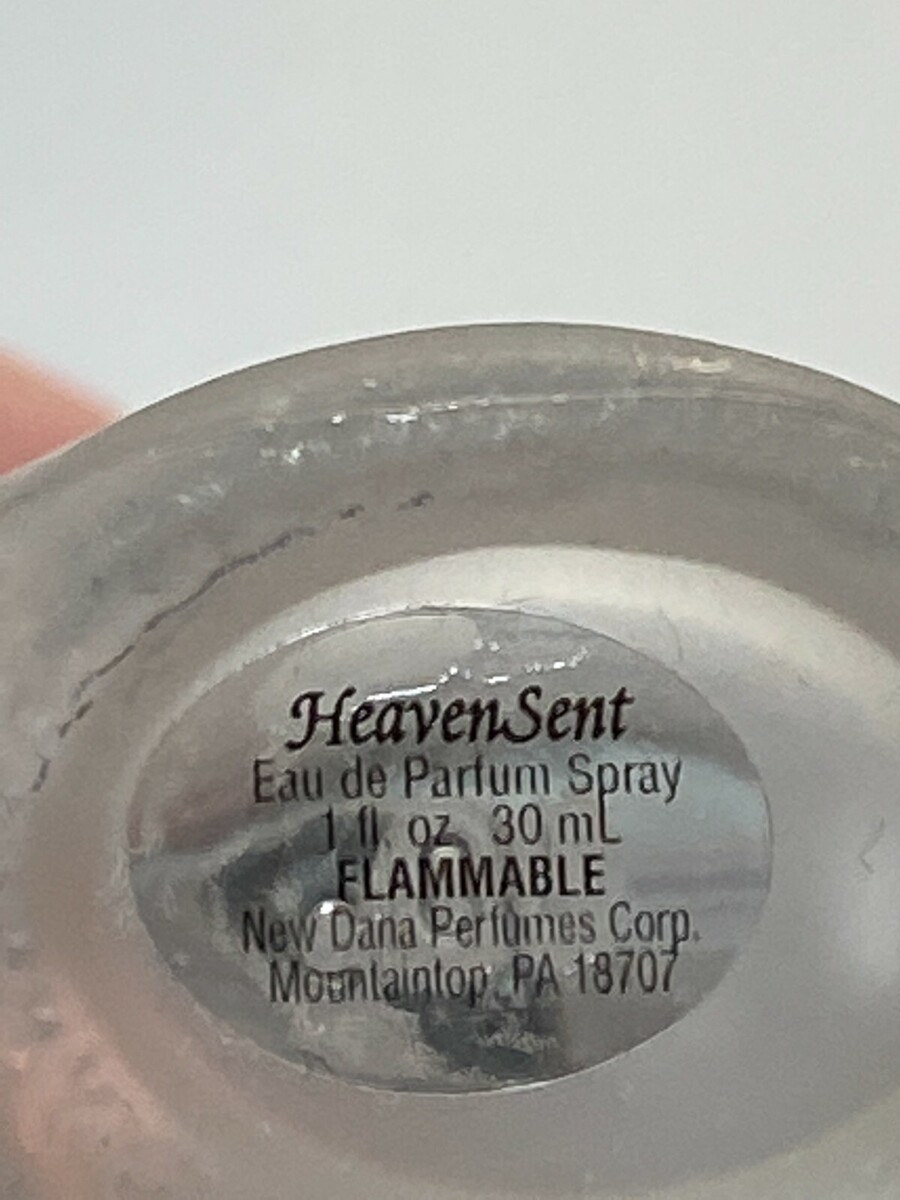 HeavenSent
Eau de Parfum Spray
1 fl. oz. 30 mL
FLAMMABLE
New Dana Perfumes Corp.
Mountaintop, PA 18707